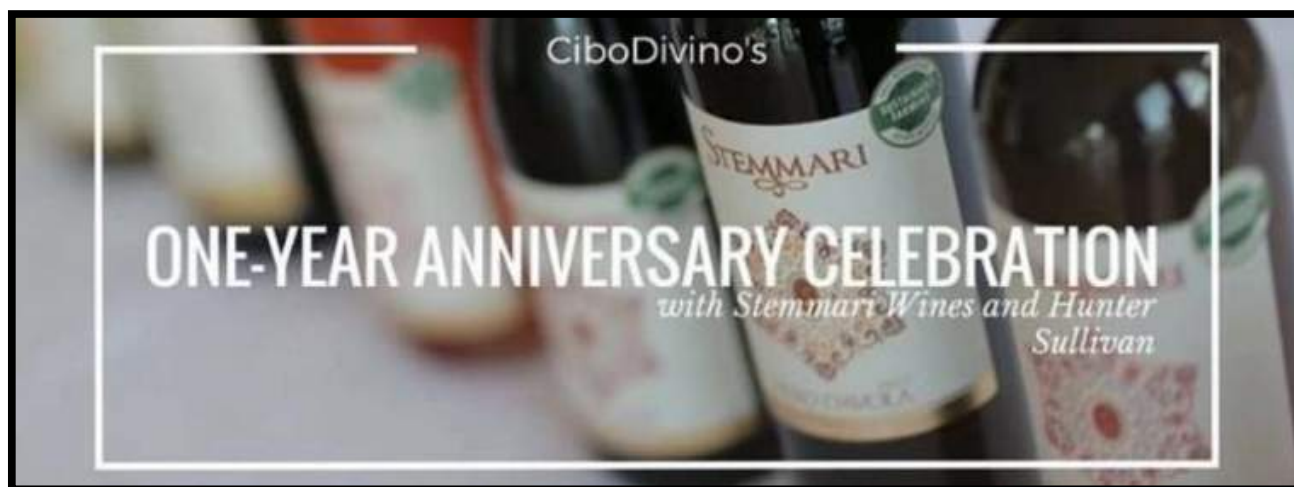 CiboDivino's
STEMMARI
ONE-YEAR ANNIVERSARY CELEBRATION
with Stemmari Wines and Hunter
Sullivan